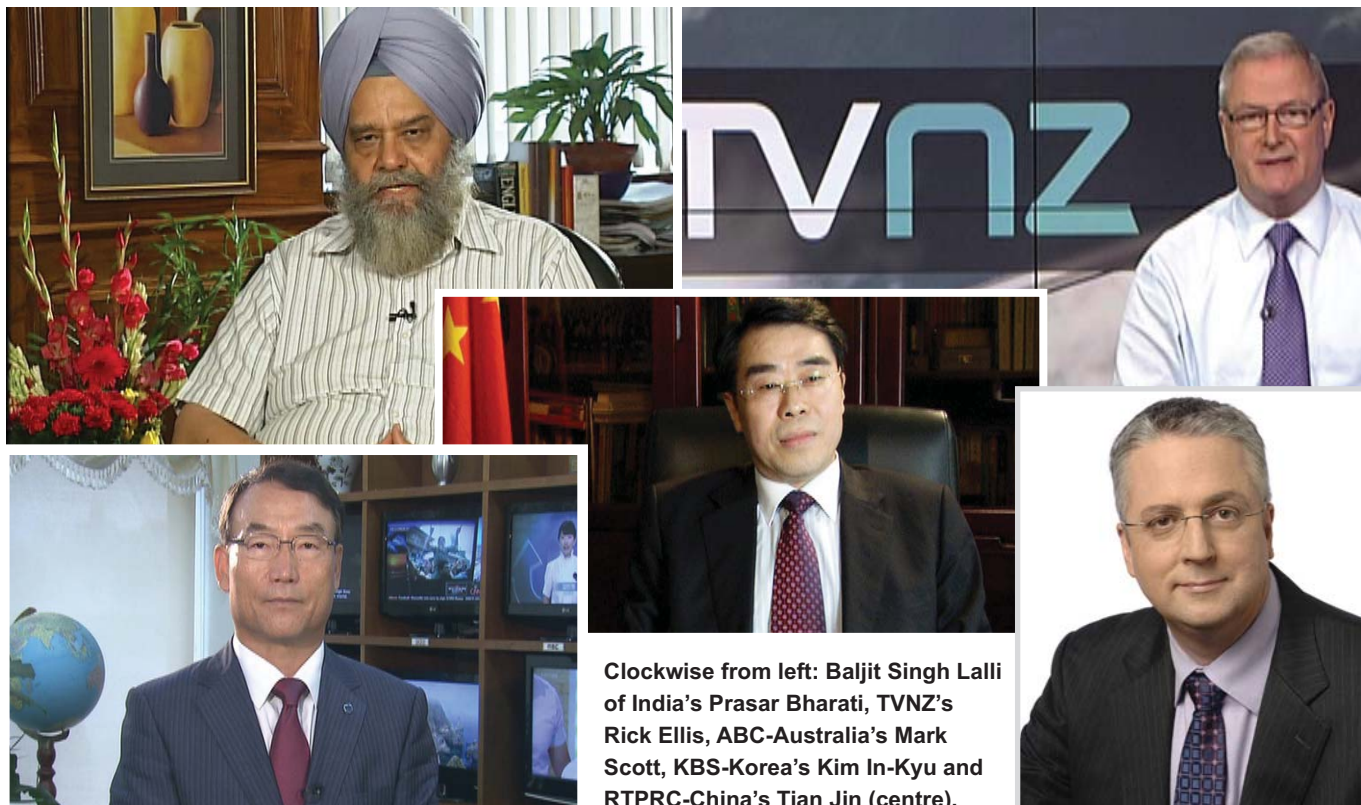 TVNZ
ENGL
Clockwise from left: Baljit Singh Lalli
of India’s Prasar Bharati, TVNZ’s
Rick Ellis, ABC-Australia’s Mark
Scott, KBS-Korea’s Kim In-Kyu and
RTPRC-China’s Tian Jin (centre).